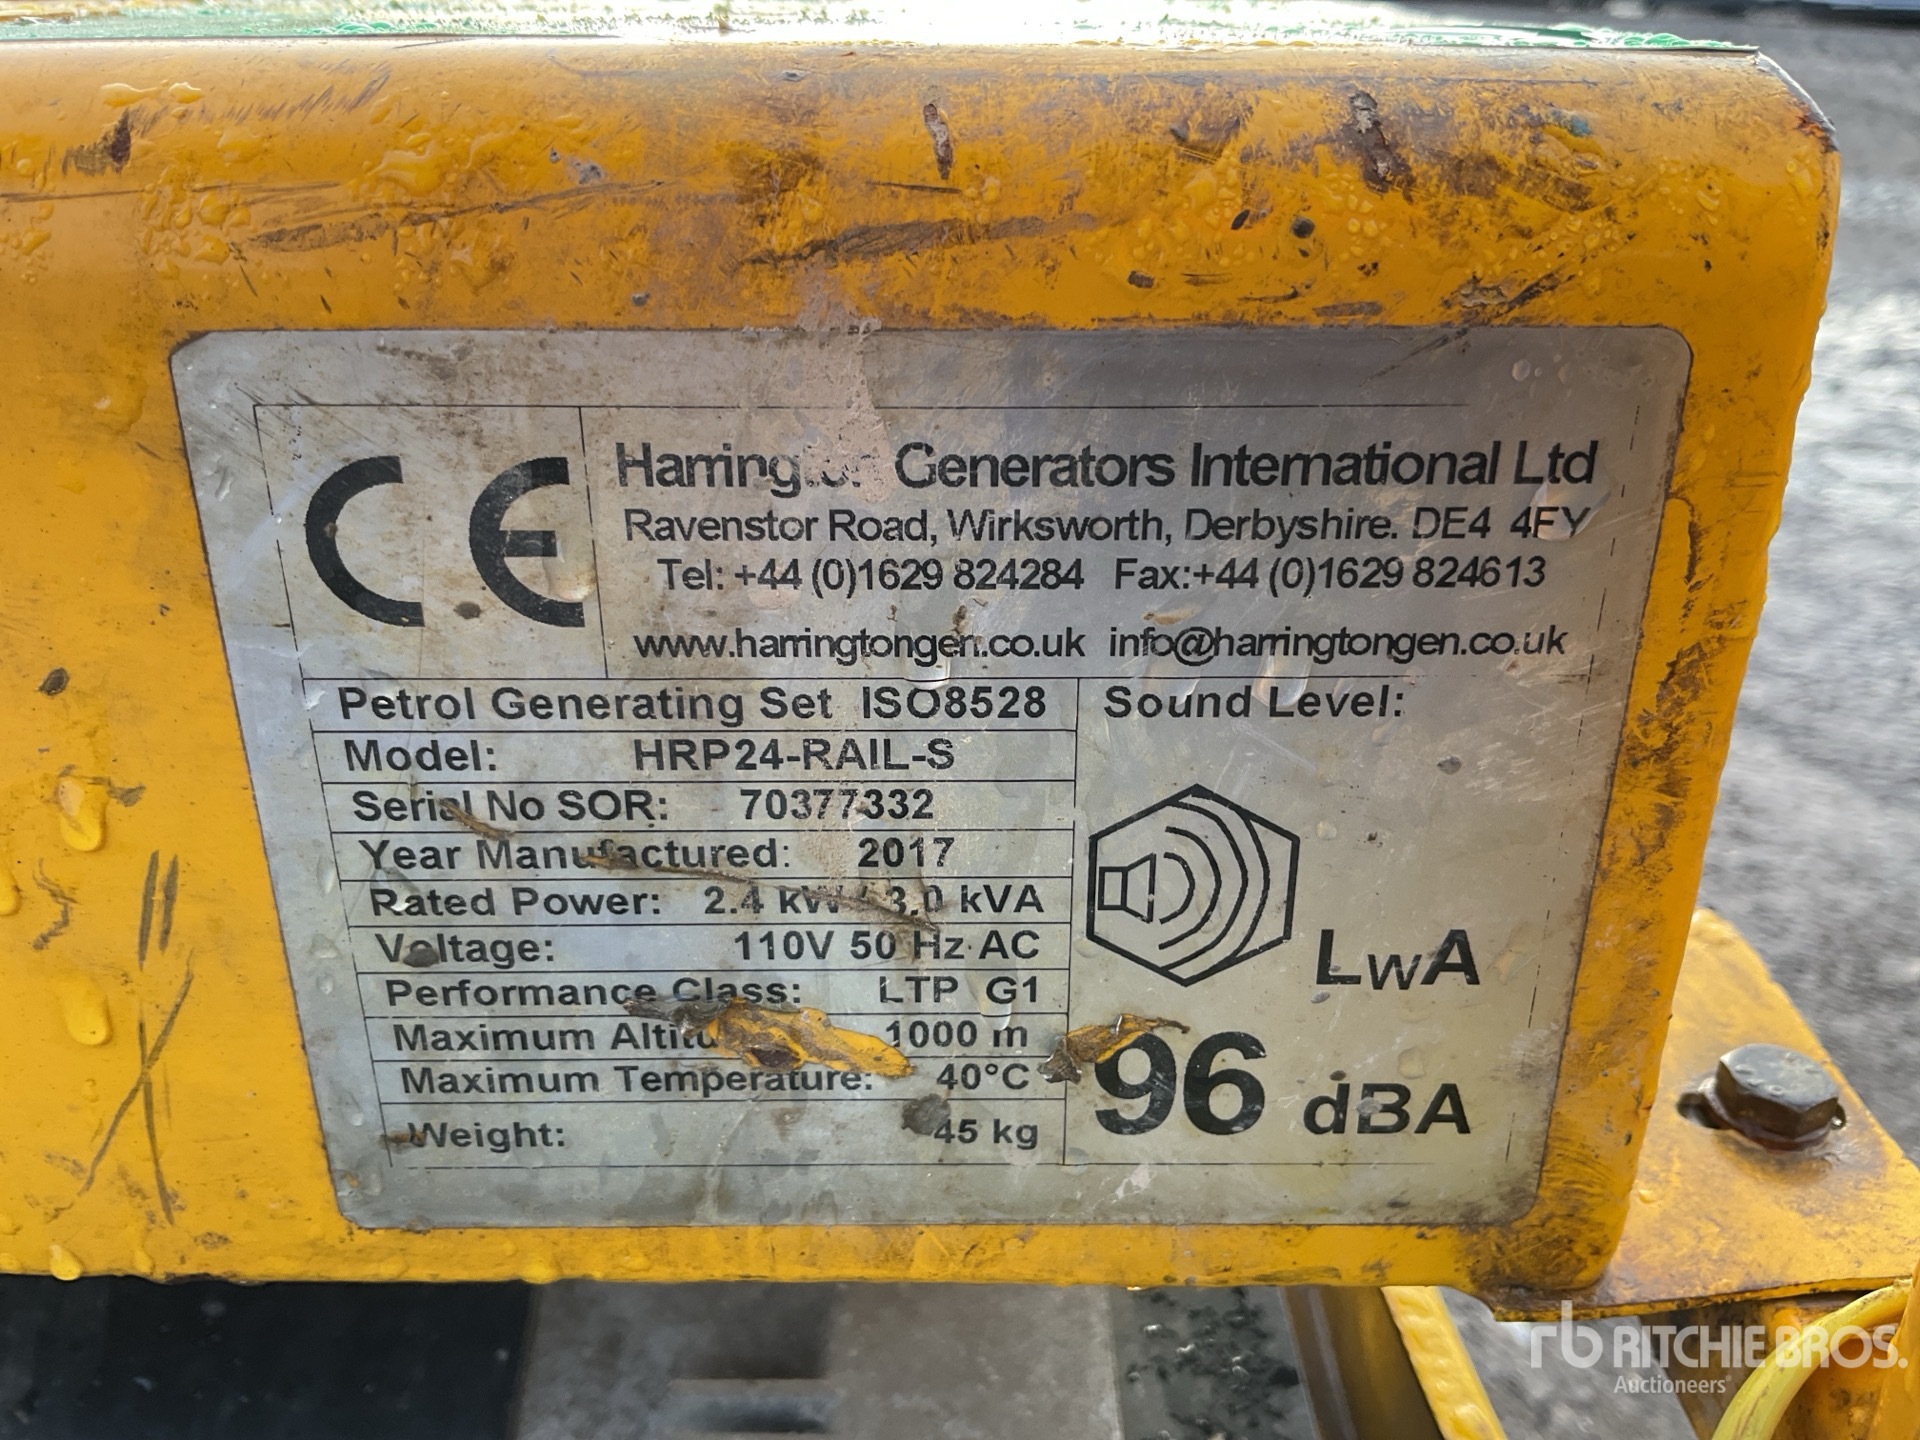 CE
Harrington Generators International Ltd
Ravenstor Road, Wirksworth, Derbyshire. DE4 4FY
Tel: +44 (0)1629 824284 Fax:+44 (0)1629 824613
www.harringtongen.co.uk info@harringtongen.co.uk
Petrol Generating Set ISO8528
Model: HRP24-RAIL-S
Serial No SOR: 70377332
Year Manufactured: 2017
Rated Power: 2.4 kW / 3.0 kVA
Voltage: 110V 50 Hz AC
Performance Class: LTP G1
Maximum Altitude: 1000 m
Maximum Temperature: 40°C
Weight: 45 kg
Sound Level:
LWA
96 dBA
rb RITCHIE BROS.
Auctioneers